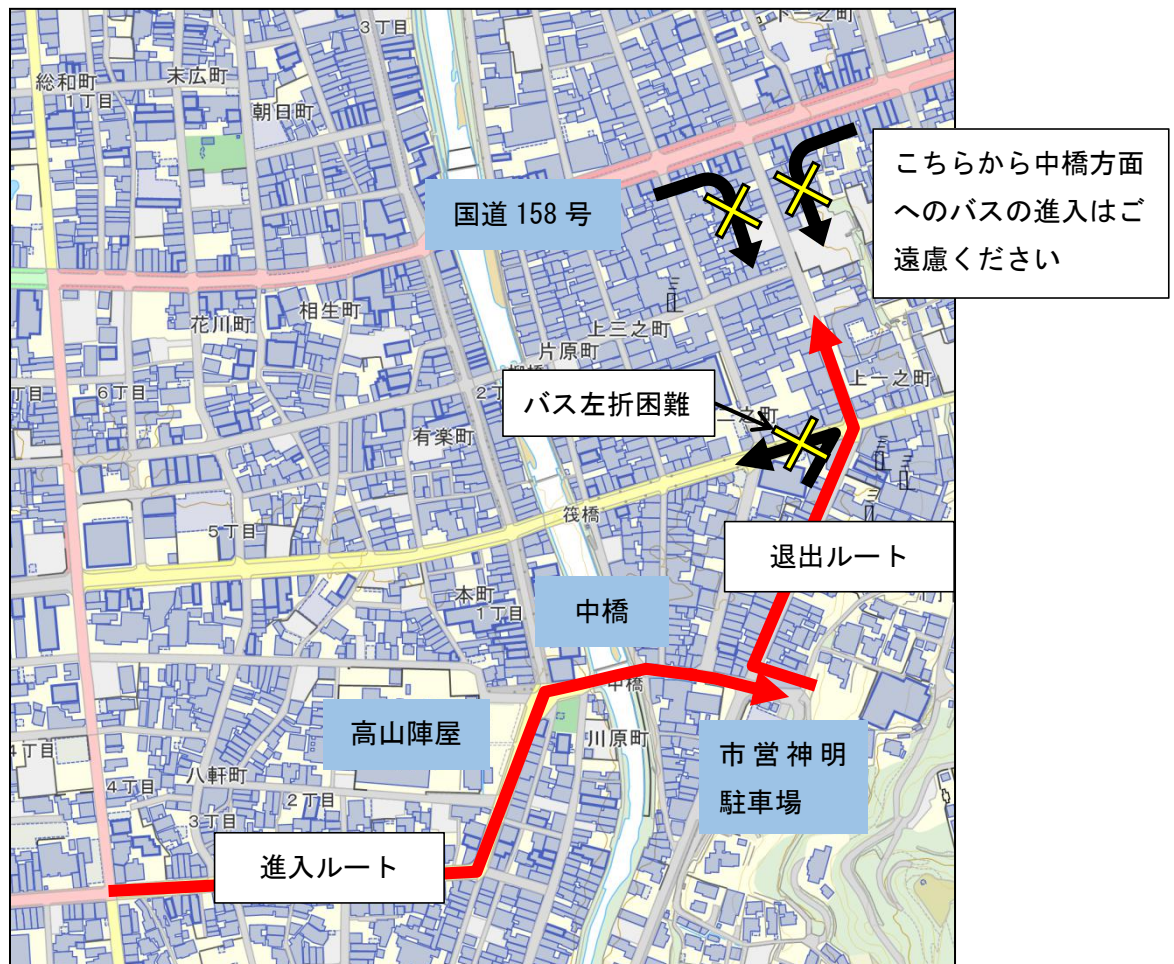 3丁目
下一之町
総和町
1丁目
末広町
朝日町
こちらから中橋方面
へのバスの進入はご
遠慮ください
国道158号
花川町
相生町
上三之町
片原町
6丁目
丁目
上一之町
バス左折困難
之町
有楽町
筏橋
5丁目
退出ルート
本町
1丁目
中橋
中橋
高山陣屋
川原町
市営神明
駐車場
4丁目
八軒町
4丁目
2丁目
3丁目
進入ルート